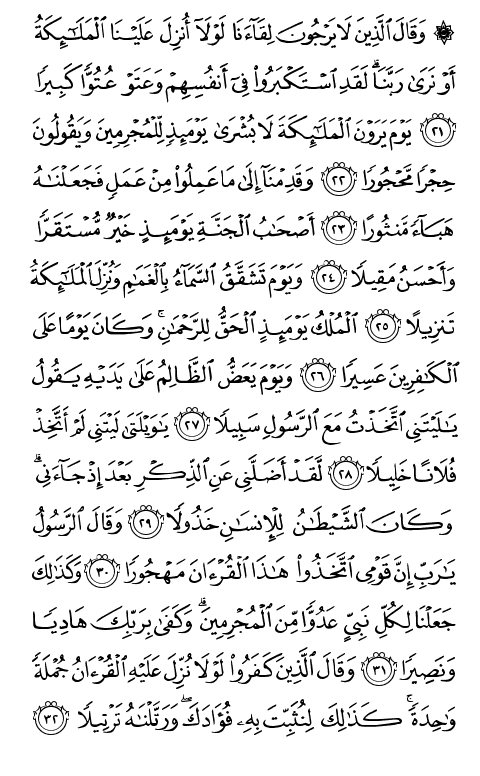 ۞ وَقَالَ ٱلَّذِينَ لَا يَرْجُونَ لِقَآءَنَا لَوْلَآ أُنزِلَ عَلَيْنَا ٱلْمَلَٰٓئِكَةُ
أَوْ نَرَىٰ رَبَّنَا ۗ لَقَدِ ٱسْتَكْبَرُوا۟ فِىٓ أَنفُسِهِمْ وَعَتَوْ عُتُوًّا كَبِيرًا
﴿٢١﴾ يَوْمَ يَرَوْنَ ٱلْمَلَٰٓئِكَةَ لَا بُشْرَىٰ يَوْمَئِذٍ لِّلْمُجْرِمِينَ وَيَقُولُونَ
حِجْرًا مَّحْجُورًا ﴿٢٢﴾ وَقَدِمْنَآ إِلَىٰ مَا عَمِلُوا۟ مِنْ عَمَلٍ فَجَعَلْنَٰهُ
هَبَآءً مَّنثُورًا ﴿٢٣﴾ أَصْحَٰبُ ٱلْجَنَّةِ يَوْمَئِذٍ خَيْرٌ مُّسْتَقَرًّا
وَأَحْسَنُ مَقِيلًا ﴿٢٤﴾ وَيَوْمَ تَشَقَّقُ ٱلسَّمَآءُ بِٱلْغَمَٰمِ وَنُزِّلَ ٱلْمَلَٰٓئِكَةُ
تَنزِيلًا ﴿٢٥﴾ ٱلْمُلْكُ يَوْمَئِذٍ ٱلْحَقُّ لِلرَّحْمَٰنِ ۚ وَكَانَ يَوْمًا عَلَى
ٱلْكَٰفِرِينَ عَسِيرًا ﴿٢٦﴾ وَيَوْمَ يَعَضُّ ٱلظَّالِمُ عَلَىٰ يَدَيْهِ يَقُولُ
يَٰلَيْتَنِى ٱتَّخَذْتُ مَعَ ٱلرَّسُولِ سَبِيلًا ﴿٢٧﴾ يَٰوَيْلَتَىٰ لَيْتَنِى لَمْ أَتَّخِذْ
فُلَانًا خَلِيلًا ﴿٢٨﴾ لَّقَدْ أَضَلَّنِى عَنِ ٱلذِّكْرِ بَعْدَ إِذْ جَآءَنِى ۗ
وَكَانَ ٱلشَّيْطَٰنُ لِلْإِنسَٰنِ خَذُولًا ﴿٢٩﴾ وَقَالَ ٱلرَّسُولُ
يَٰرَبِّ إِنَّ قَوْمِى ٱتَّخَذُوا۟ هَٰذَا ٱلْقُرْءَانَ مَهْجُورًا ﴿٣٠﴾ وَكَذَٰلِكَ
جَعَلْنَا لِكُلِّ نَبِىٍّ عَدُوًّا مِّنَ ٱلْمُجْرِمِينَ ۗ وَكَفَىٰ بِرَبِّكَ هَادِيًا
وَنَصِيرًا ﴿٣١﴾ وَقَالَ ٱلَّذِينَ كَفَرُوا۟ لَوْلَا نُزِّلَ عَلَيْهِ ٱلْقُرْءَانُ جُمْلَةً
وَٰحِدَةً ۚ كَذَٰلِكَ لِنُثَبِّتَ بِهِۦ فُؤَادَكَ ۖ وَرَتَّلْنَٰهُ تَرْتِيلًا ﴿٣٢﴾